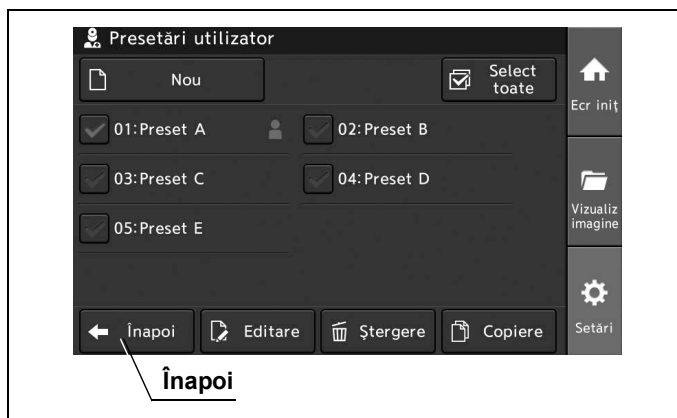 Presetări utilizator
Nou
Select
toate
Ecr iniț
01:Preset A
02:Preset B
03:Preset C
04:Preset D
Vizualiz
imagine
05:Preset E
Înapoi
Editare
Ștergere
Copiere
Setări
Înapoi